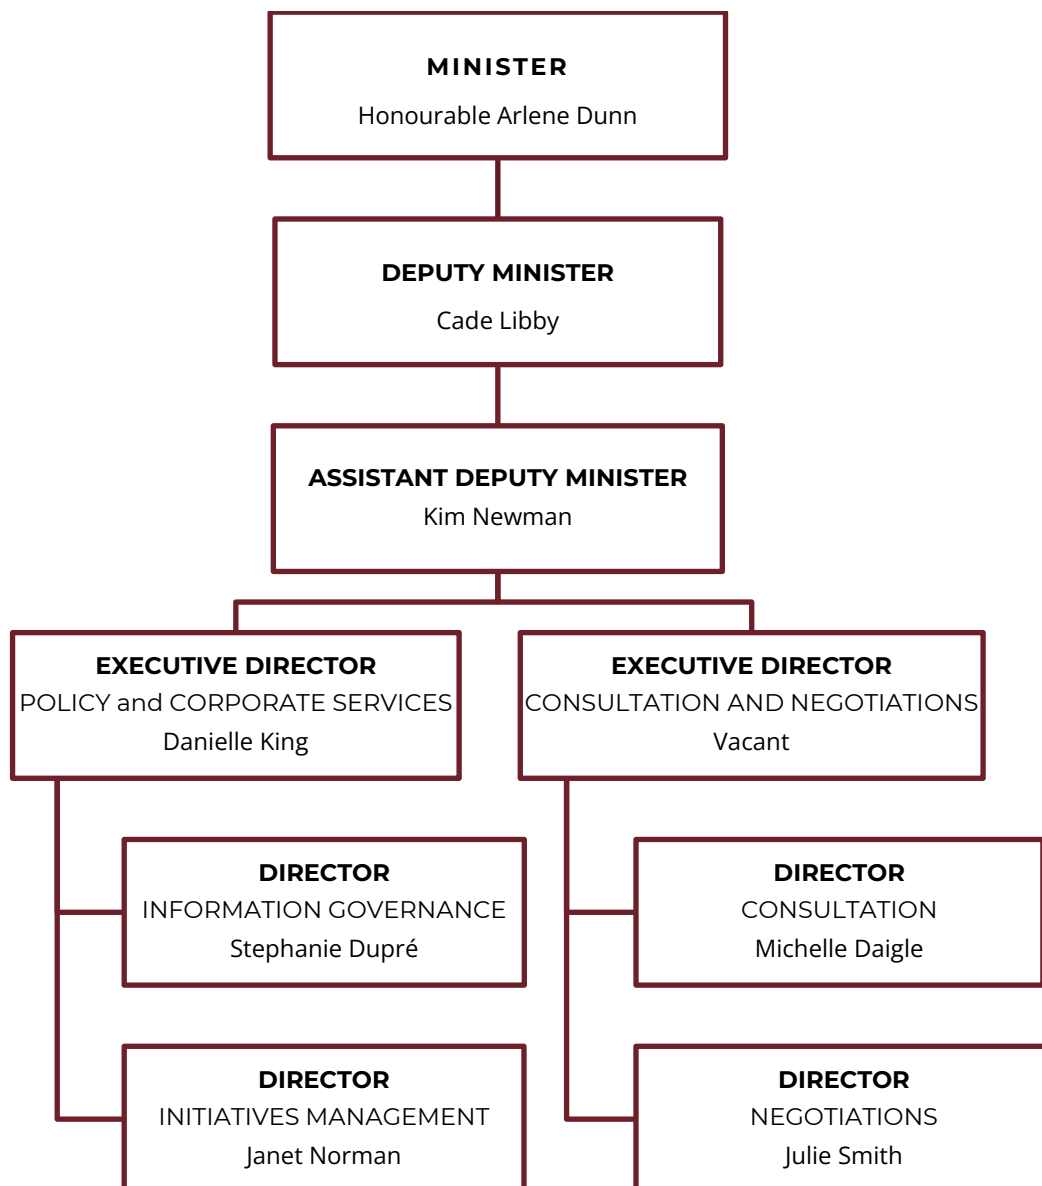 MINISTER
Honourable Arlene Dunn
DEPUTY MINISTER
Cade Libby
ASSISTANT DEPUTY MINISTER
Kim Newman
EXECUTIVE DIRECTOR
POLICY and CORPORATE SERVICES
Danielle King
EXECUTIVE DIRECTOR
CONSULTATION AND NEGOTIATIONS
Vacant
DIRECTOR
INFORMATION GOVERNANCE
Stephanie Dupré
DIRECTOR
CONSULTATION
Michelle Daigle
DIRECTOR
INITIATIVES MANAGEMENT
Janet Norman
DIRECTOR
NEGOTIATIONS
Julie Smith